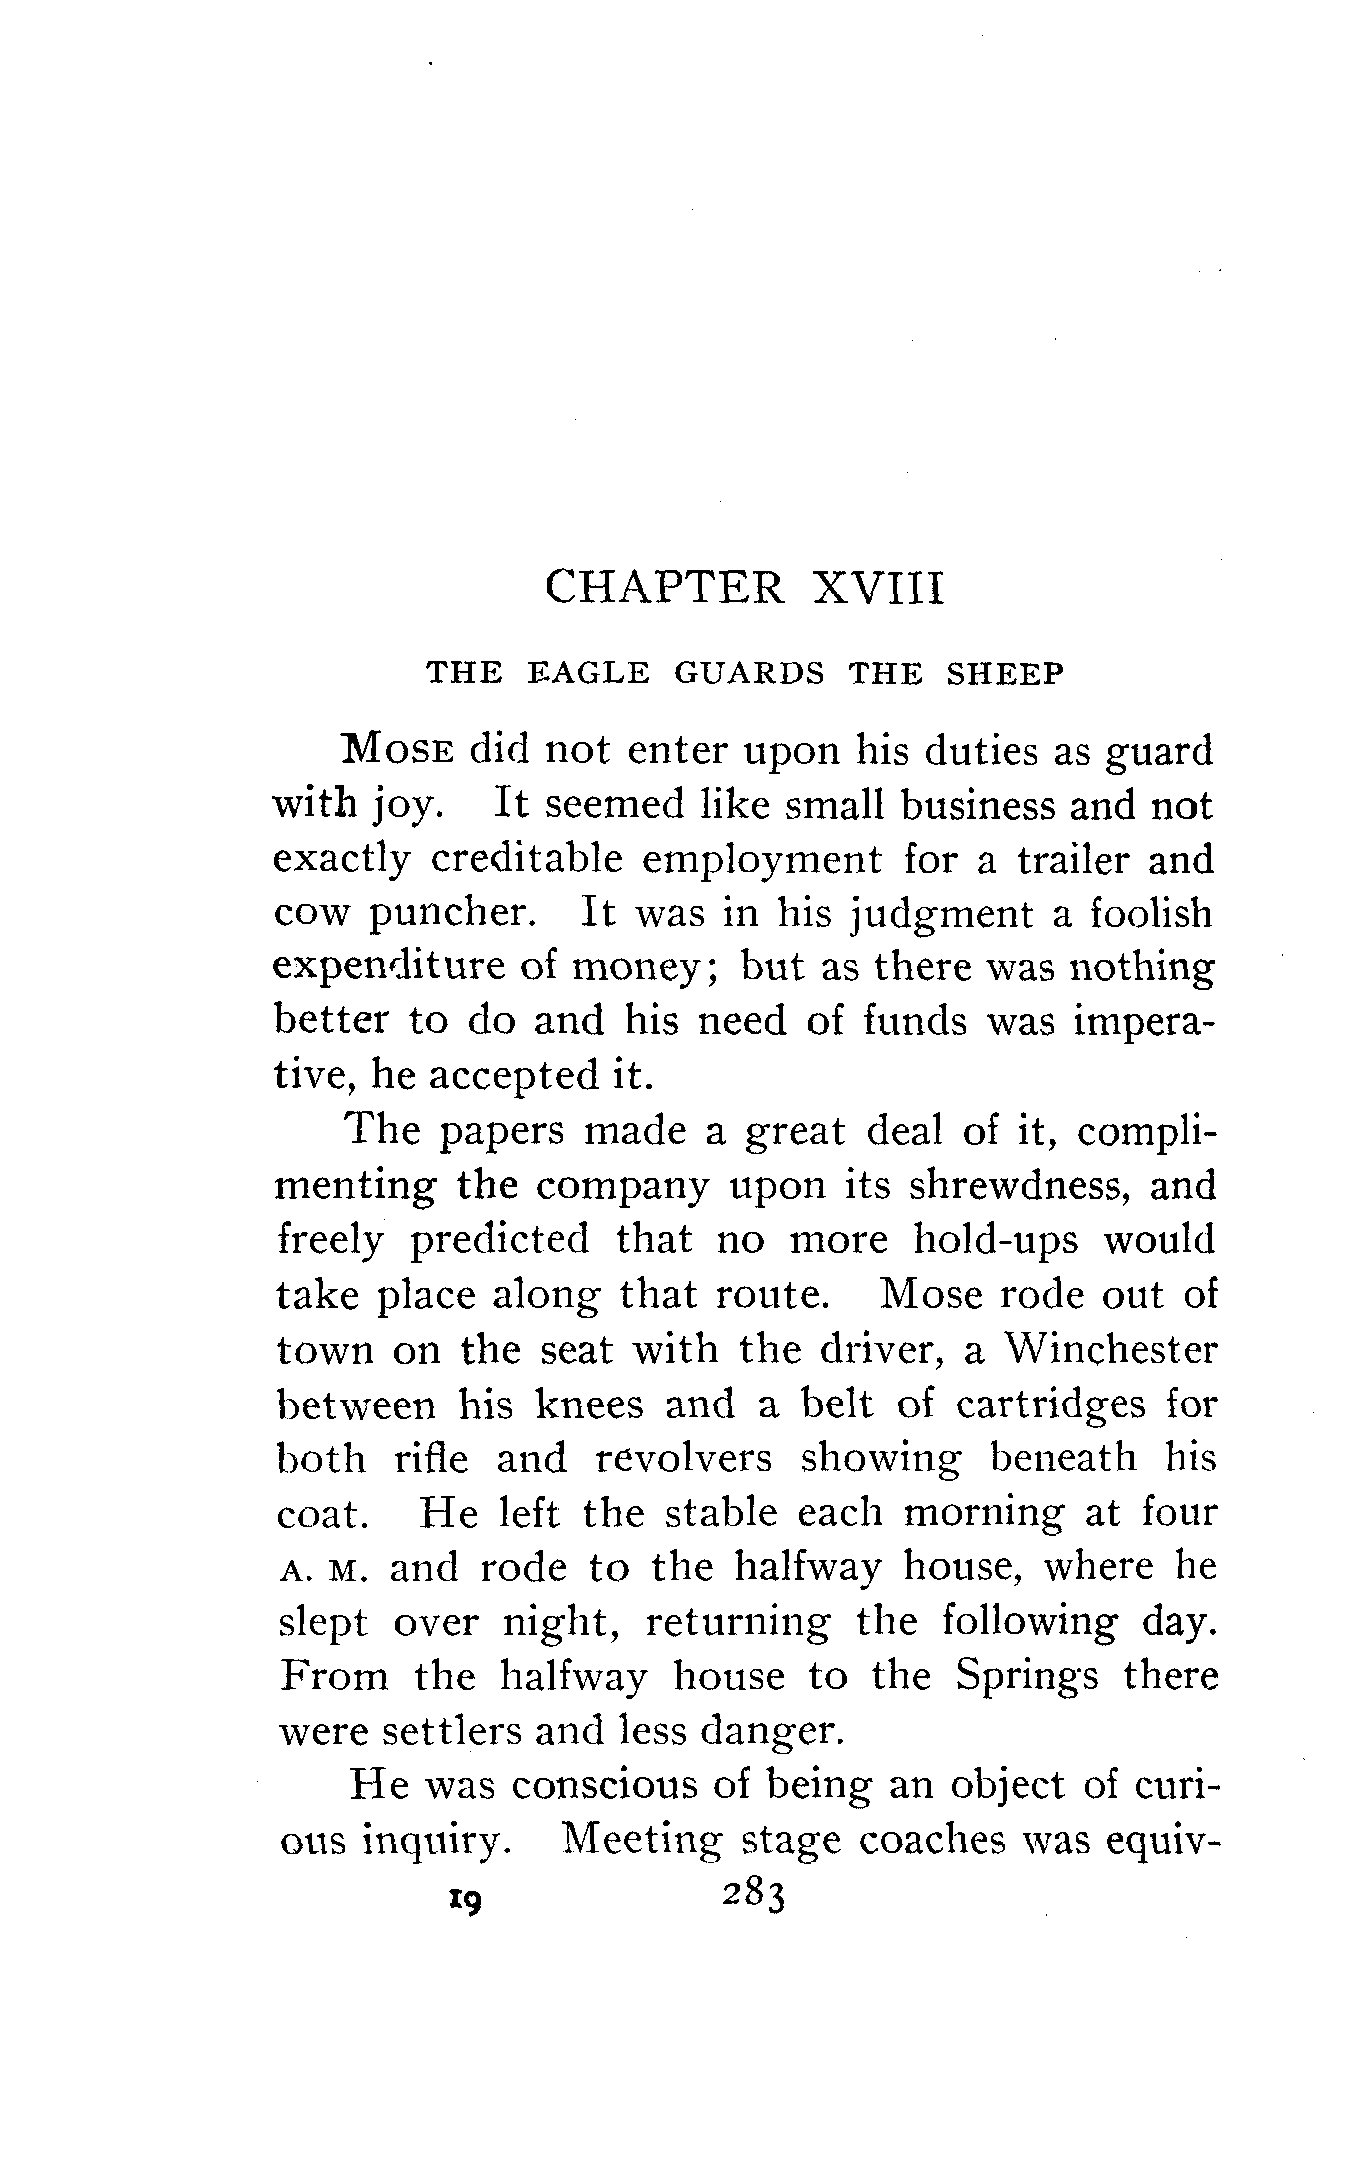 CHAPTER XVIII
THE EAGLE GUARDS THE SHEEP
MOSE did not enter upon his duties as guard
with joy. It seemed like small business and not
exactly creditable employment for a trailer and
cow puncher. It was in his judgment a foolish
expenditure of money; but as there was nothing
better to do and his need of funds was impera-
tive, he accepted it.
The papers made a great deal of it, compli-
menting the company upon its shrewdness, and
freely predicted that no more hold-ups would
take place along that route. Mose rode out of
town on the seat with the driver, a Winchester
between his knees and a belt of cartridges for
both rifle and revolvers showing beneath his
coat. He left the stable each morning at four
A. M. and rode to the halfway house, where he
slept over night, returning the following day.
From the halfway house to the Springs there
were settlers and less danger.
He was conscious of being an object of curi-
ous inquiry. Meeting stage coaches was equiv-
19 283